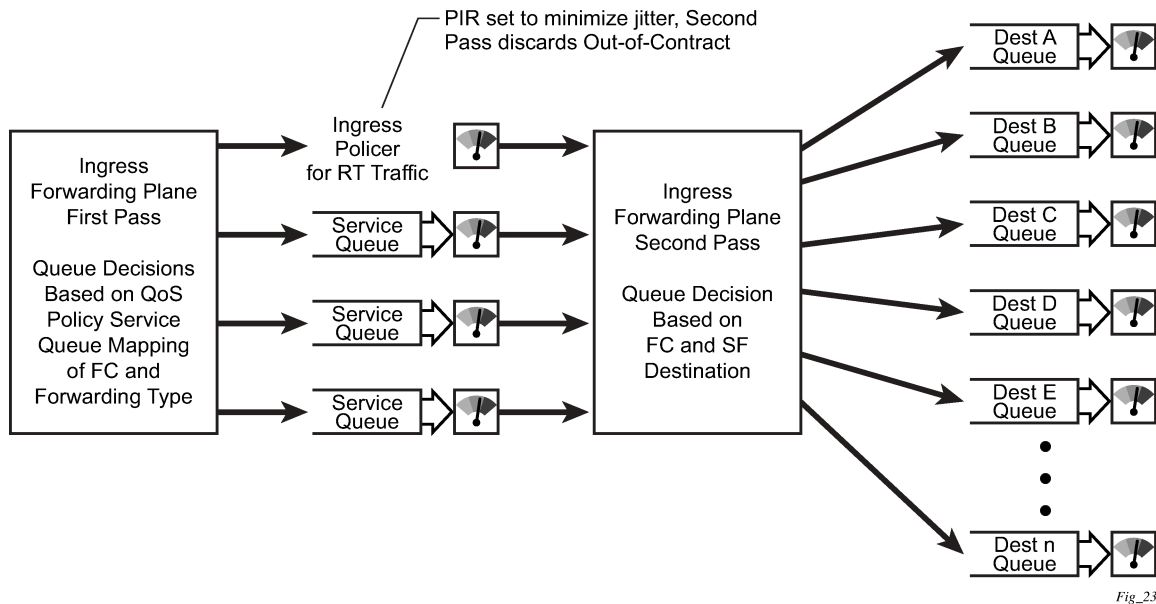 PIR set to minimize jitter, Second
Pass discards Out-of-Contract
Ingress
Forwarding Plane
First Pass
Queue Decisions
Based on QoS
Policy Service
Queue Mapping
of FC and
Forwarding Type
Ingress
Policer
for RT Traffic
Service
Queue
Service
Queue
Service
Queue
Ingress
Forwarding Plane
Second Pass
Queue Decision
Based on
FC and SF
Destination
Dest A
Queue
Dest B
Queue
Dest C
Queue
Dest D
Queue
Dest E
Queue
Dest n
Queue
Fig_23